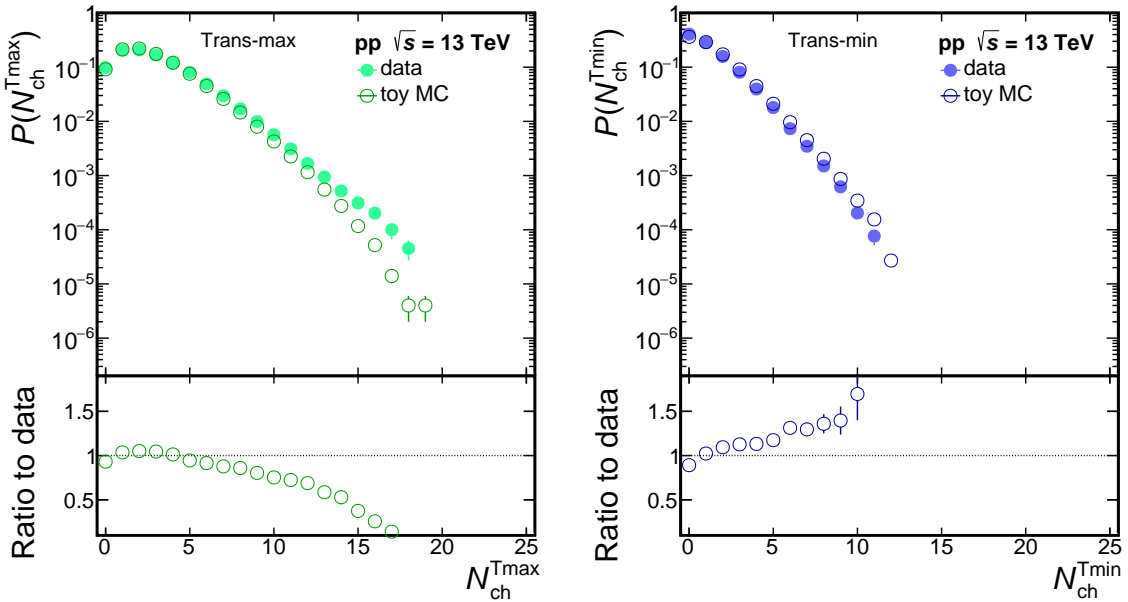 Trans-max
pp √s = 13 TeV
data
toy MC
P(N_ch^Tmax)
1
10^−1
10^−2
10^−3
10^−4
10^−5
10^−6
Ratio to data
1.5
1
0.5
0 5 10 15 20 25
N_ch^Tmax
Trans-min
pp √s = 13 TeV
data
toy MC
P(N_ch^Tmin)
1
10^−1
10^−2
10^−3
10^−4
10^−5
10^−6
Ratio to data
1.5
1
0.5
0 5 10 15 20 25
N_ch^Tmin